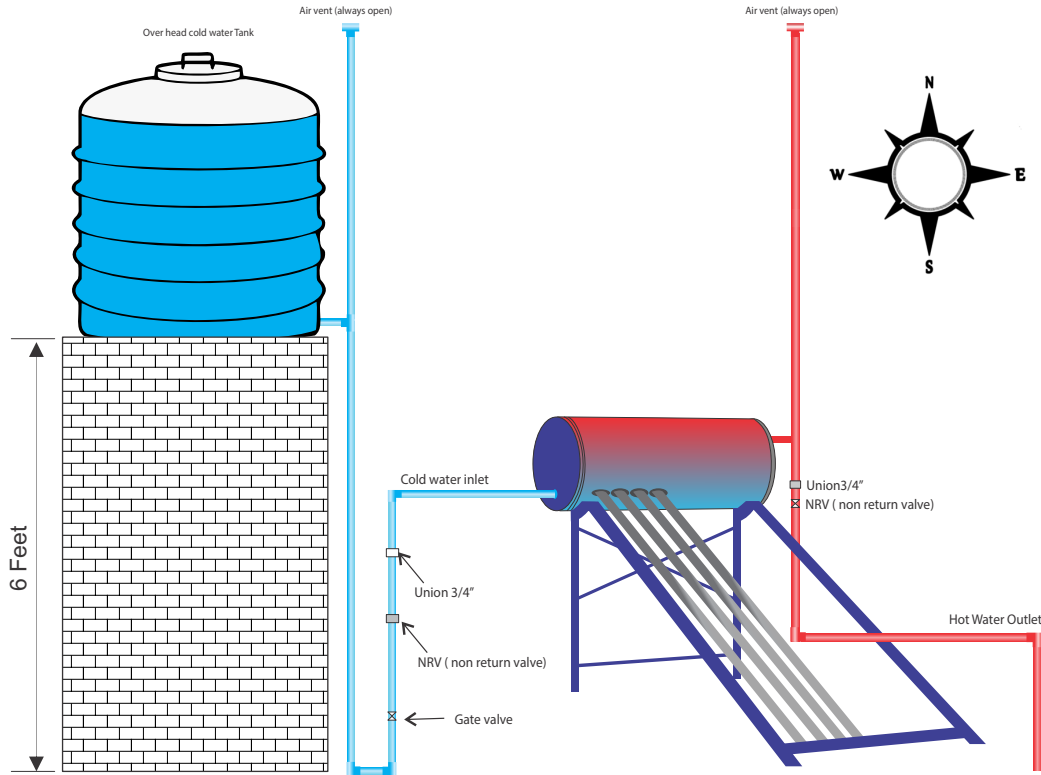 Air vent (always open)
Air vent (always open)
Over head cold water Tank
N
W
E
S
Cold water inlet
Union3/4"
NRV ( non return valve)
6 Feet
Union 3/4"
Hot Water Outlet
NRV ( non return valve)
Gate valve